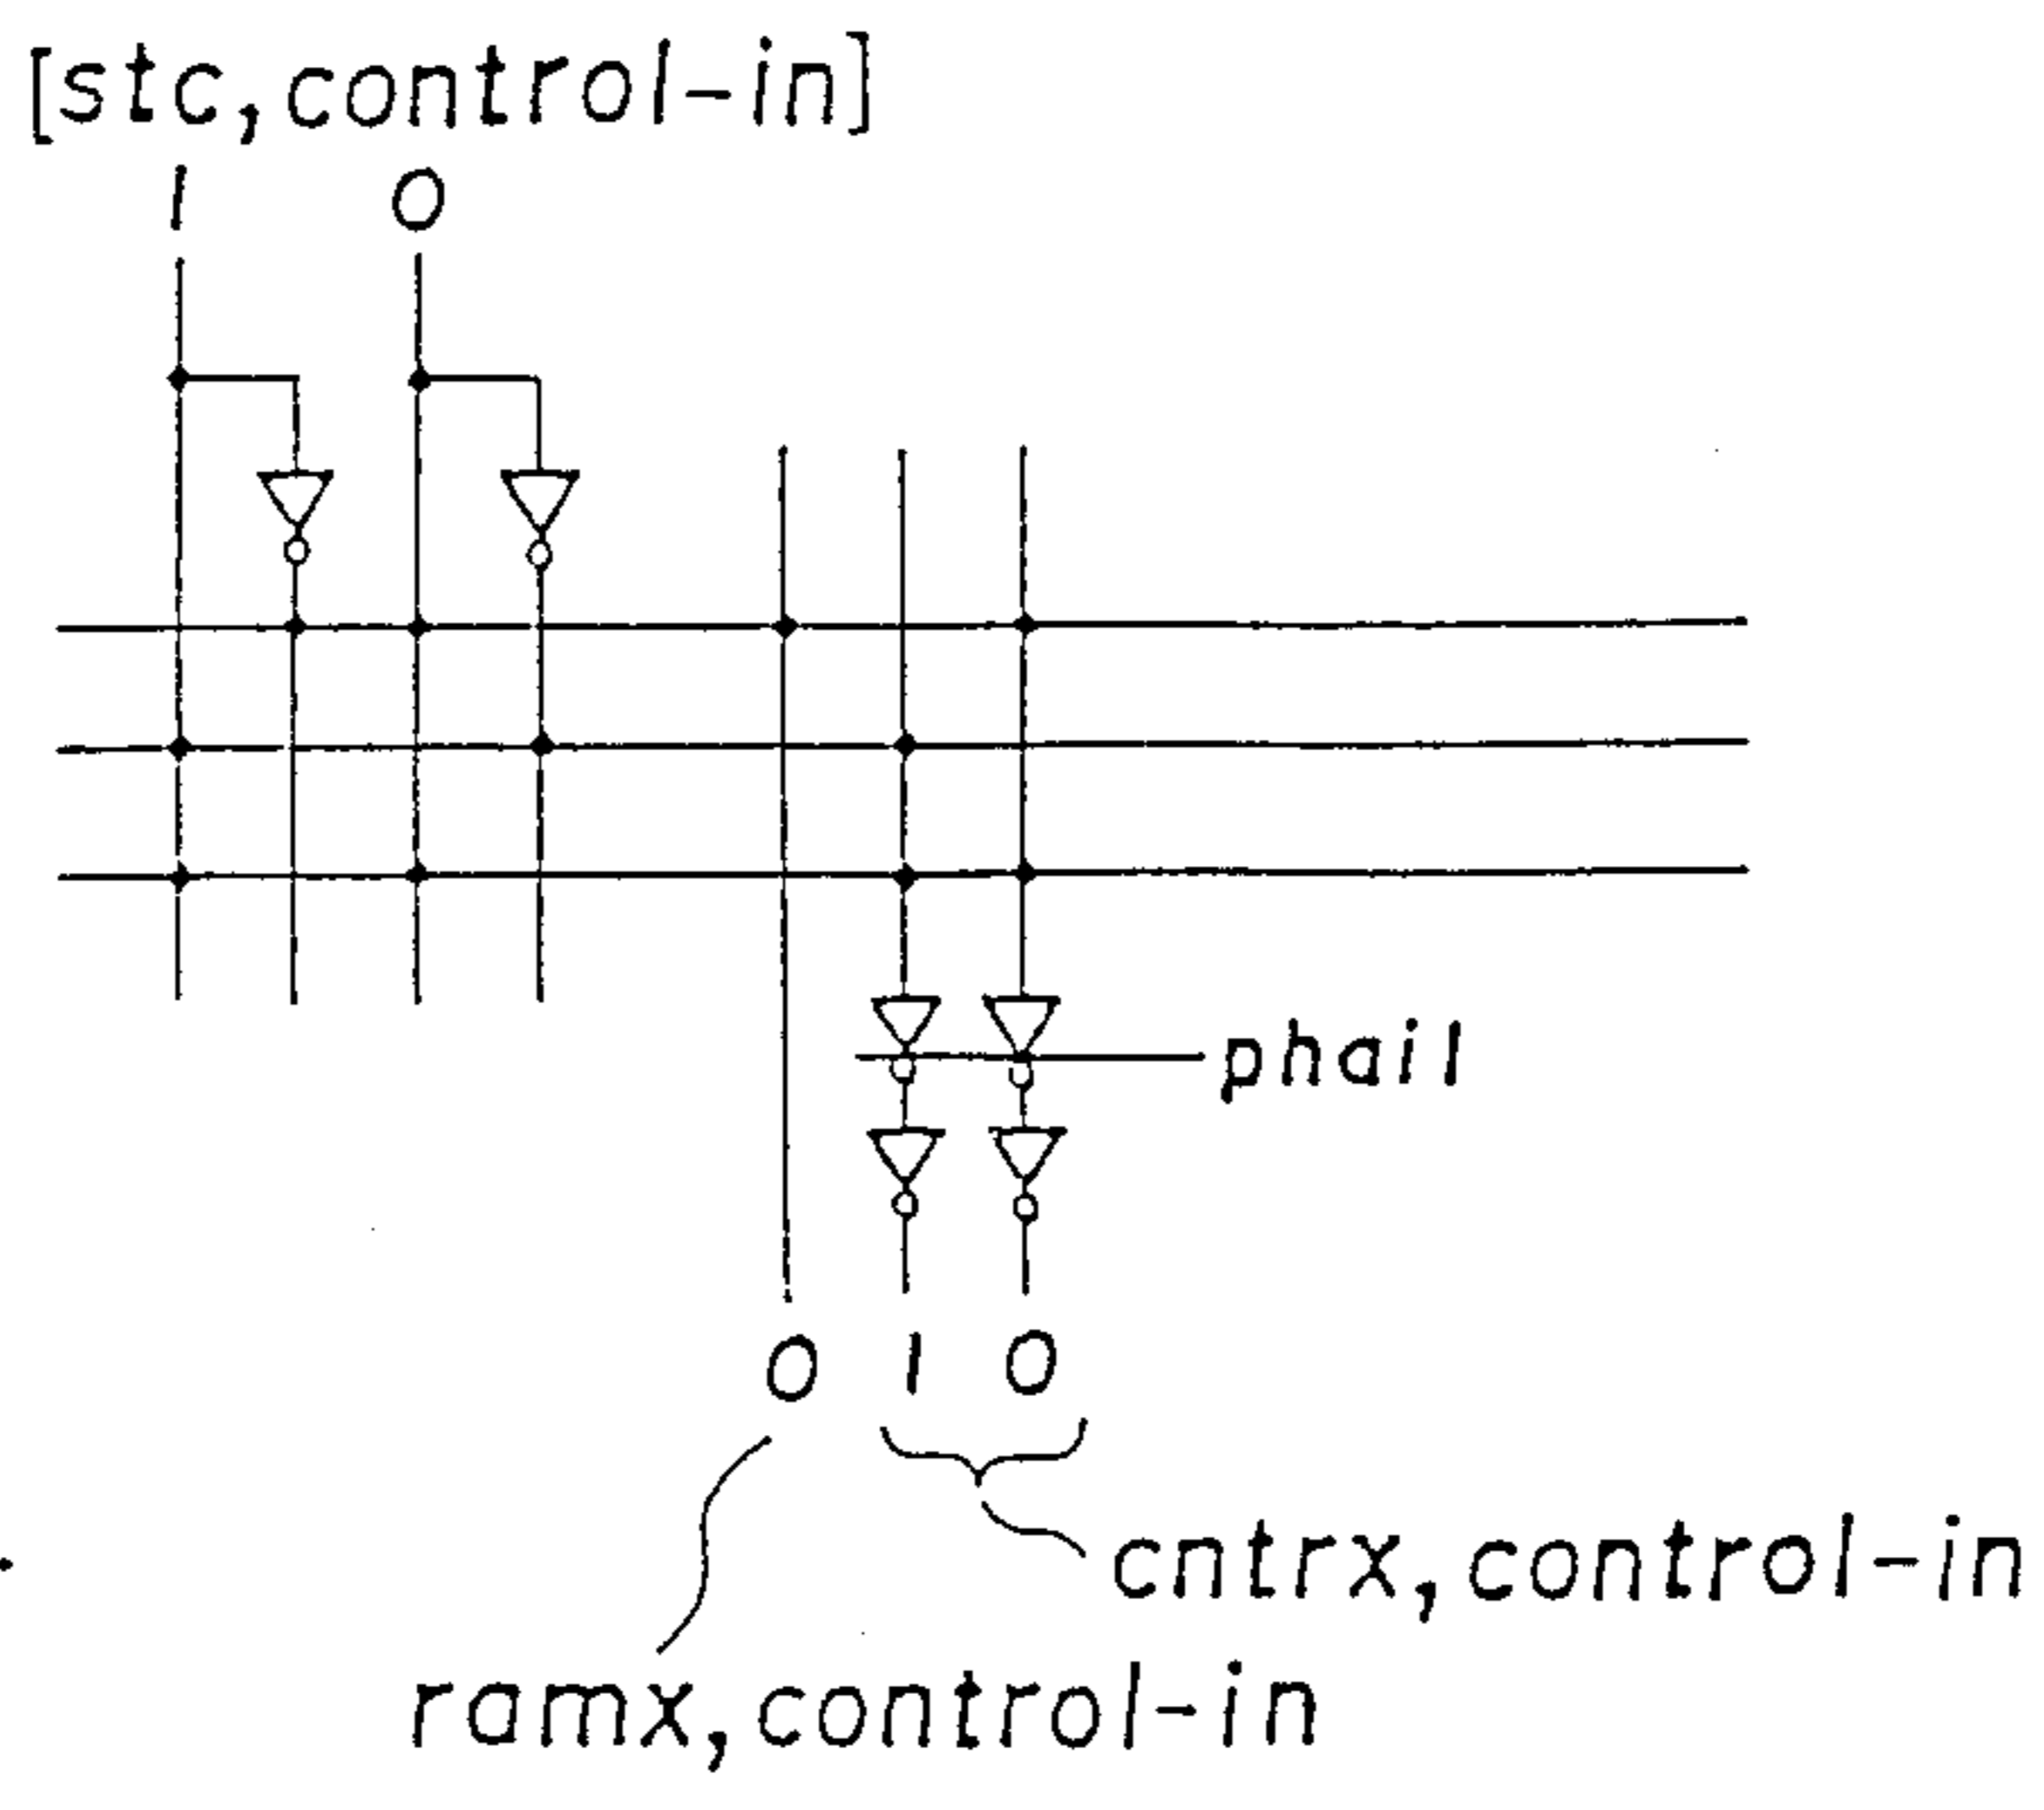 [stc,control-in]
1 0
phail
0 1 0
cntrx,control-in
ramx,control-in